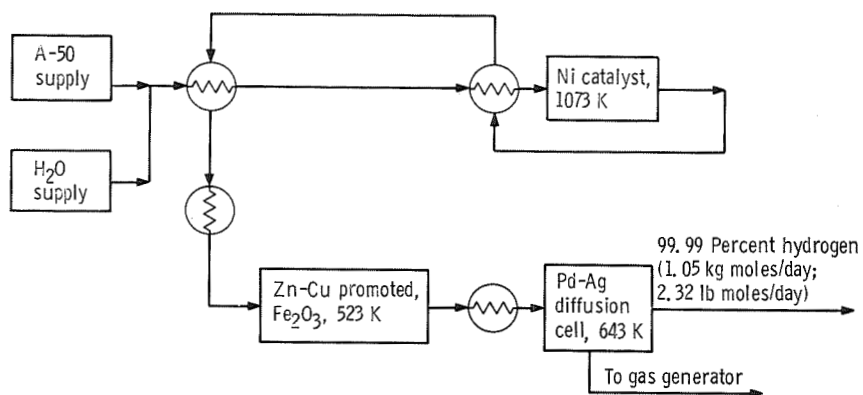 A-50
supply
H₂O
supply
Ni catalyst,
1073 K
Zn-Cu promoted,
Fe₂O₃, 523 K
Pd-Ag
diffusion
cell, 643 K
99.99 Percent hydrogen
(1.05 kg moles/day;
2.32 lb moles/day)
To gas generator